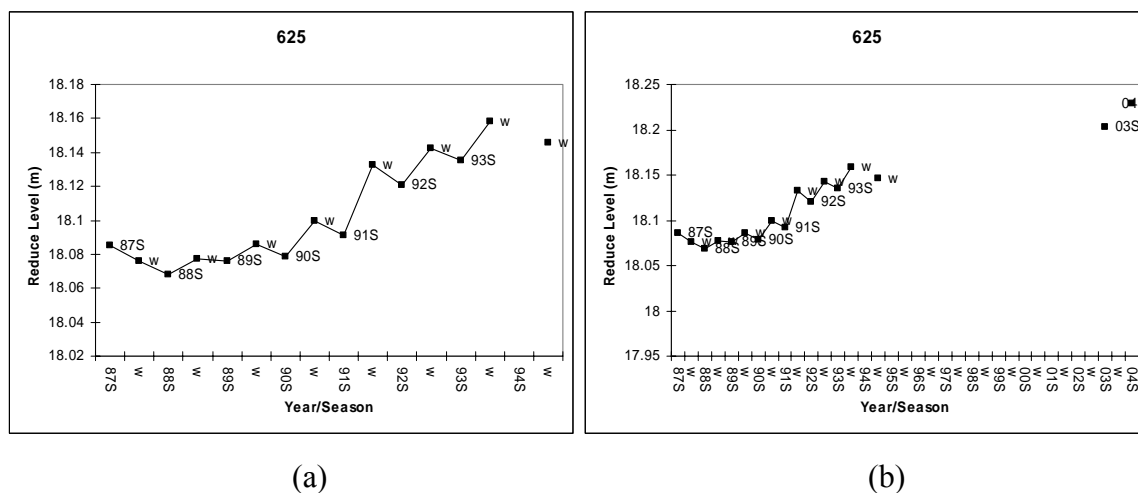 625
Reduce Level (m)
18.18
18.16
18.14
18.12
18.1
18.08
18.06
18.04
18.02
87S
w
88S
w
89S
w
90S
w
91S
w
92S
w
93S
w
w
87S
w
88S
w
89S
w
90S
w
91S
w
92S
w
93S
w
94S
w
Year/Season
(a)
625
Reduce Level (m)
18.25
18.2
18.15
18.1
18.05
18
17.95
87S
w
88S
w
89S
w
90S
w
91S
w
92S
w
93S
w
w
03S
04
87S
w
88S
w
89S
w
90S
w
91S
w
92S
w
93S
w
94S
w
95S
w
96S
w
97S
w
98S
w
99S
w
00S
w
01S
w
02S
w
03S
w
04S
Year/Season
(b)